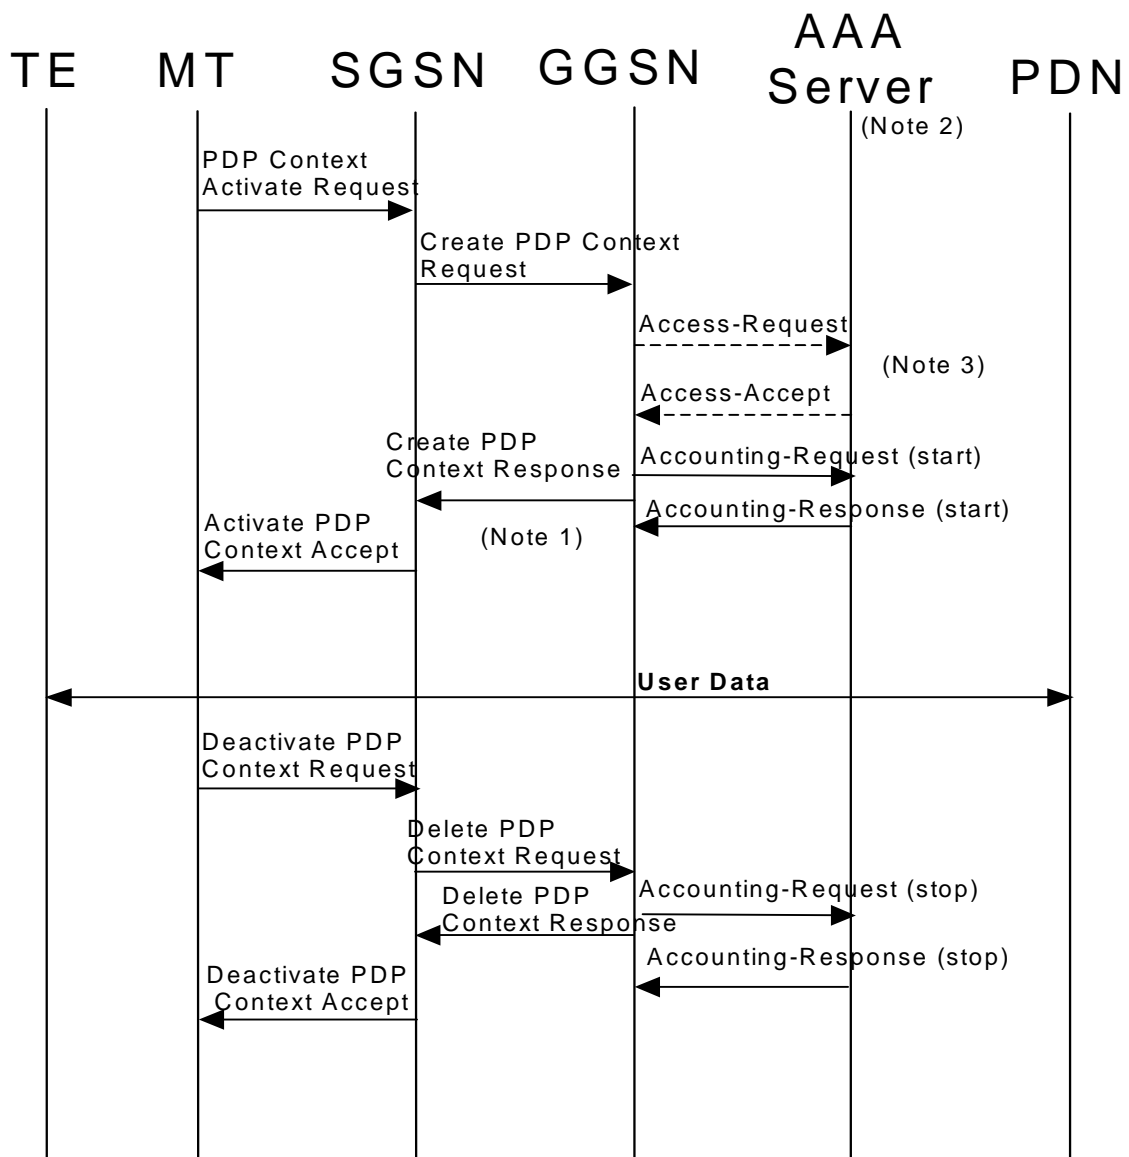 TE
MT
SGSN
GGSN
AAA
Server
PDN
(Note 2)
PDP Context
Activate Request
Create PDP Context
Request
Access-Request
(Note 3)
Access-Accept
Create PDP
Context Response
Accounting-Request (start)
Accounting-Response (start)
Activate PDP
Context Accept
(Note 1)
User Data
Deactivate PDP
Context Request
Delete PDP
Context Request
Accounting-Request (stop)
Delete PDP
Context Response
Accounting-Response (stop)
Deactivate PDP
Context Accept